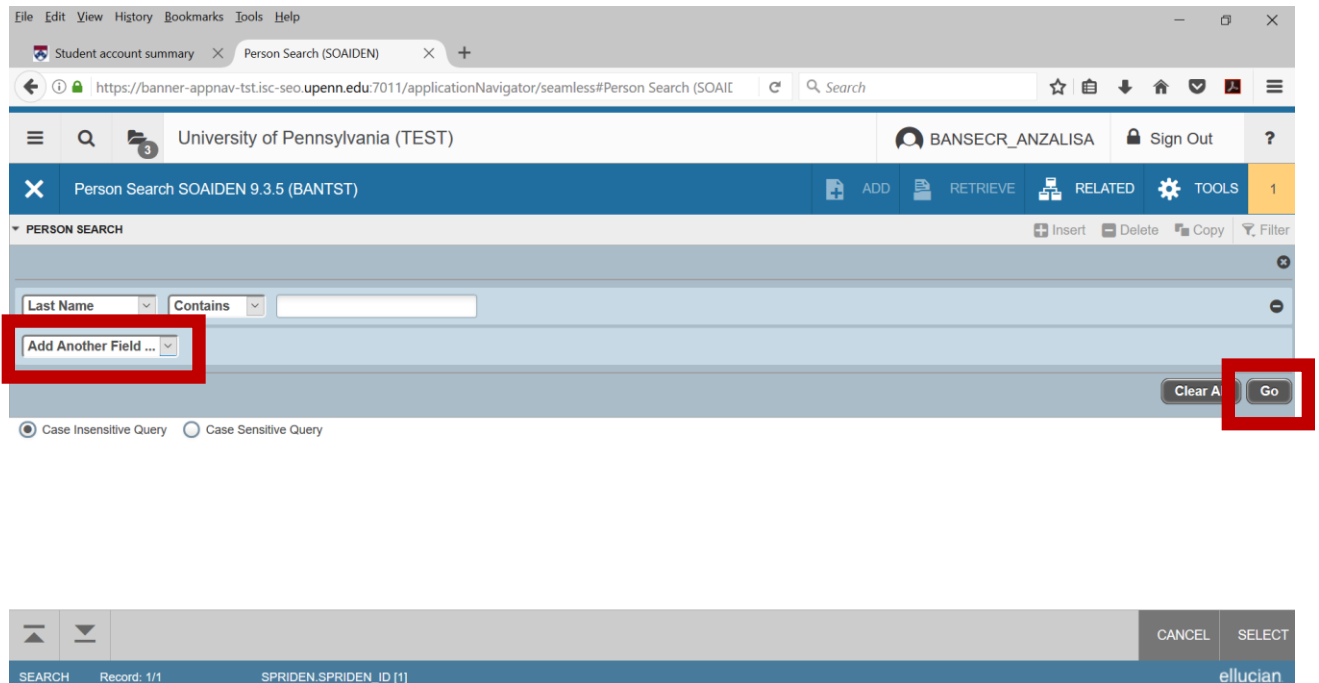 File Edit View History Bookmarks Tools Help
Student account summary Person Search (SOAIDEN)
https://banner-appnav-tst.isc-seo.upenn.edu:7011/applicationNavigator/seamless#Person Search (SOAI Search
3 University of Pennsylvania (TEST) BANSECR_ANZALISA Sign Out ?
Person Search SOAIDEN 9.3.5 (BANTST) ADD RETRIEVE RELATED TOOLS 1
PERSON SEARCH Insert Delete Copy Filter
Last Name Contains
Add Another Field ...
Clear A Go
Case Insensitive Query Case Sensitive Query
CANCEL SELECT
SEARCH Record: 1/1 SPRIDEN.SPRIDEN_ID [1] ellucian